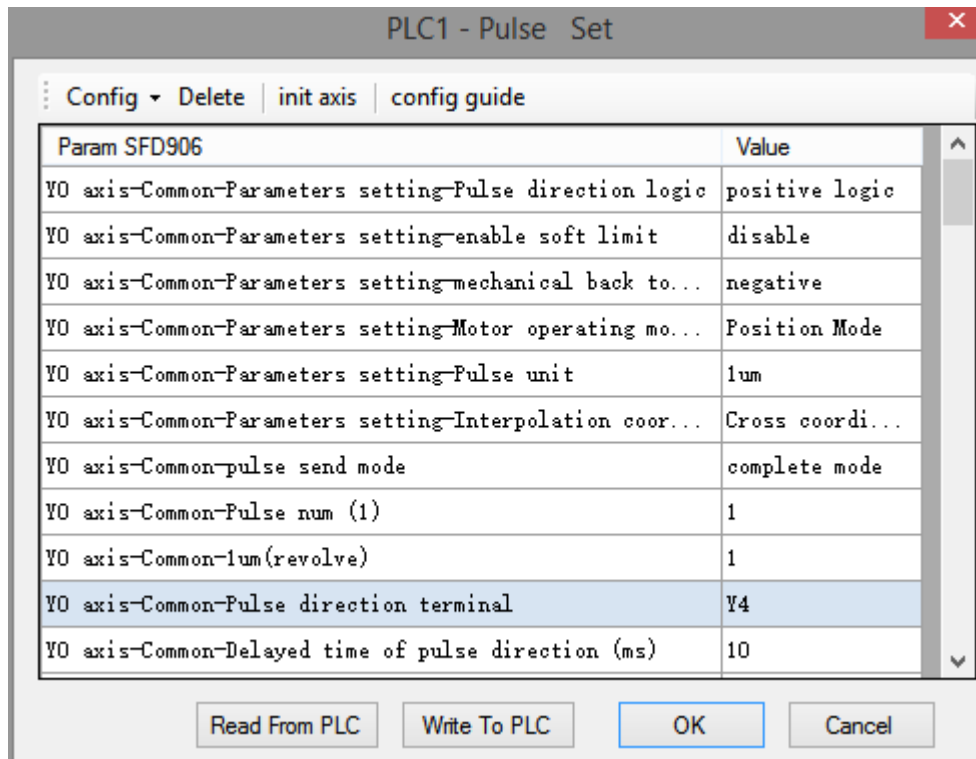 PLC1 - Pulse Set
Config Delete init axis config guide
Param SFD906 Value
Y0 axis-Common-Parameters setting-Pulse direction logic positive logic
Y0 axis-Common-Parameters setting-enable soft limit disable
Y0 axis-Common-Parameters setting-mechanical back to... negative
Y0 axis-Common-Parameters setting-Motor operating mo... Position Mode
Y0 axis-Common-Parameters setting-Pulse unit 1um
Y0 axis-Common-Parameters setting-Interpolation coor... Cross coordi...
Y0 axis-Common-pulse send mode complete mode
Y0 axis-Common-Pulse num (1) 1
Y0 axis-Common-1um(revolve) 1
Y0 axis-Common-Pulse direction terminal Y4
Y0 axis-Common-Delayed time of pulse direction (ms) 10
Read From PLC Write To PLC OK Cancel